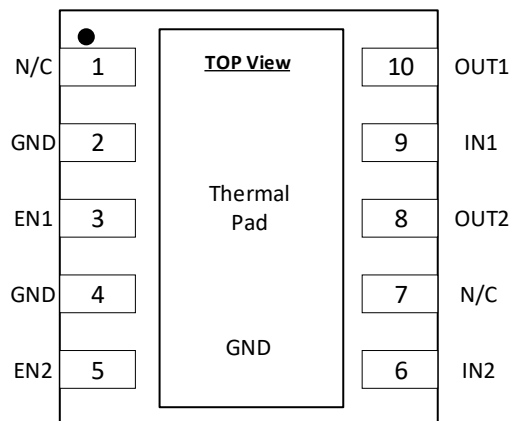 TOP View
N/C 1 10 OUT1
GND 2 9 IN1
Thermal
Pad
EN1 3 8 OUT2
GND 4 7 N/C
GND
EN2 5 6 IN2